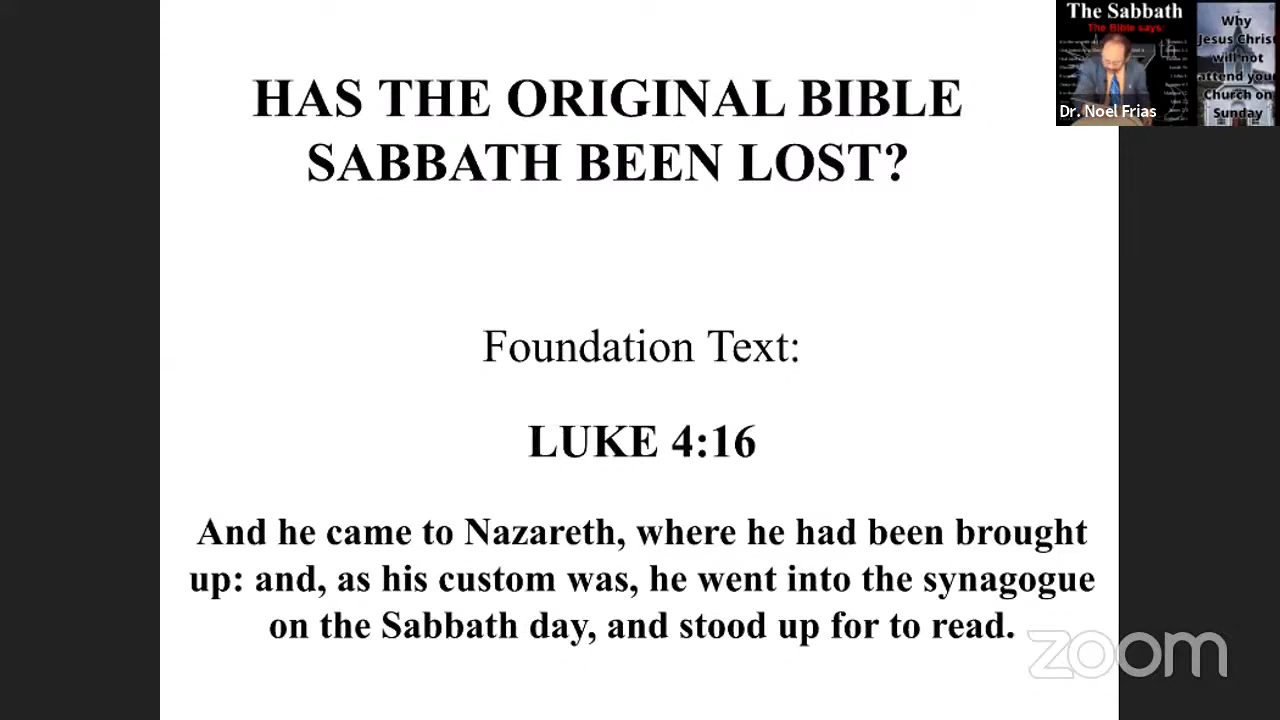 HAS THE ORIGINAL BIBLE
SABBATH BEEN LOST?
Foundation Text:
LUKE 4:16
And he came to Nazareth, where he had been brought
up: and, as his custom was, he went into the synagogue
on the Sabbath day, and stood up for to read.
zoom
The Sabbath
The Bible says:
Dr. Noel Frias
Why
Jesus Christ
will not
attend your
Church on
Sunday